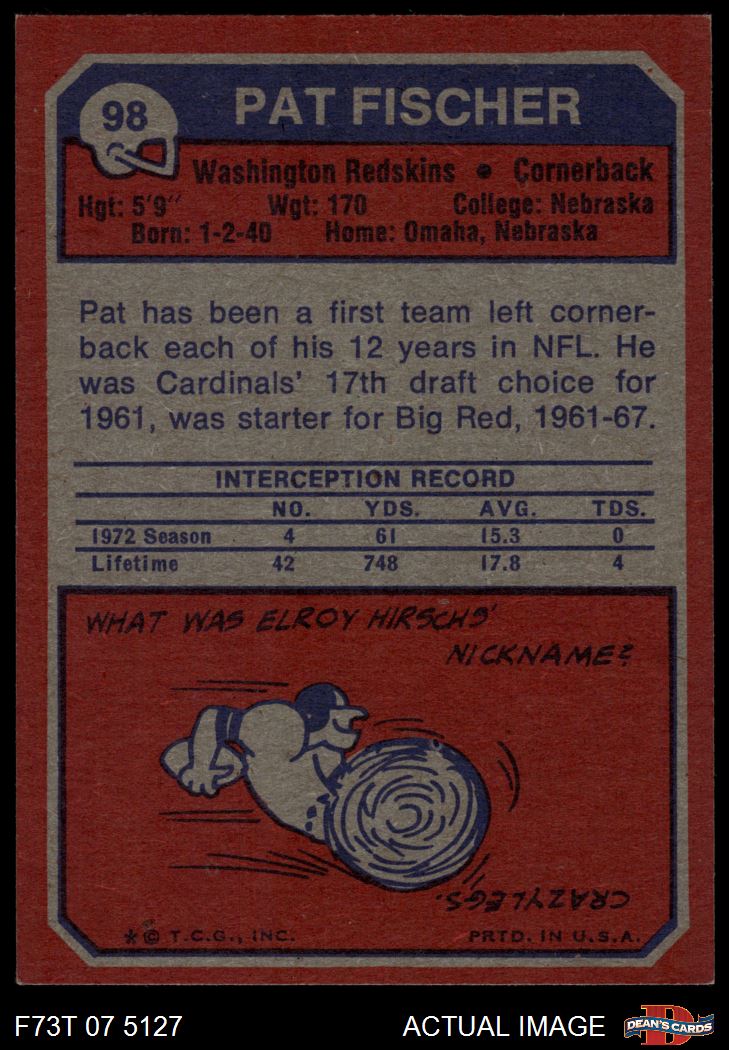 98
PAT FISCHER
Washington Redskins • Cornerback
Hgt: 5'9" Wgt: 170 College: Nebraska
Born: 1-2-40 Home: Omaha, Nebraska
Pat has been a first team left corner-
back each of his 12 years in NFL. He
was Cardinals' 17th draft choice for
1961, was starter for Big Red, 1961-67.
INTERCEPTION RECORD
NO. YDS. AVG. TDS.
1972 Season 4 61 15.3 0
Lifetime 42 748 17.8 4
WHAT WAS ELROY HIRSCHS'
NICKNAME?
CRAZYLEGS.
* © T.C.G., INC. PRTD. IN U.S.A.
F73T 07 5127 ACTUAL IMAGE DEAN'S CARDS